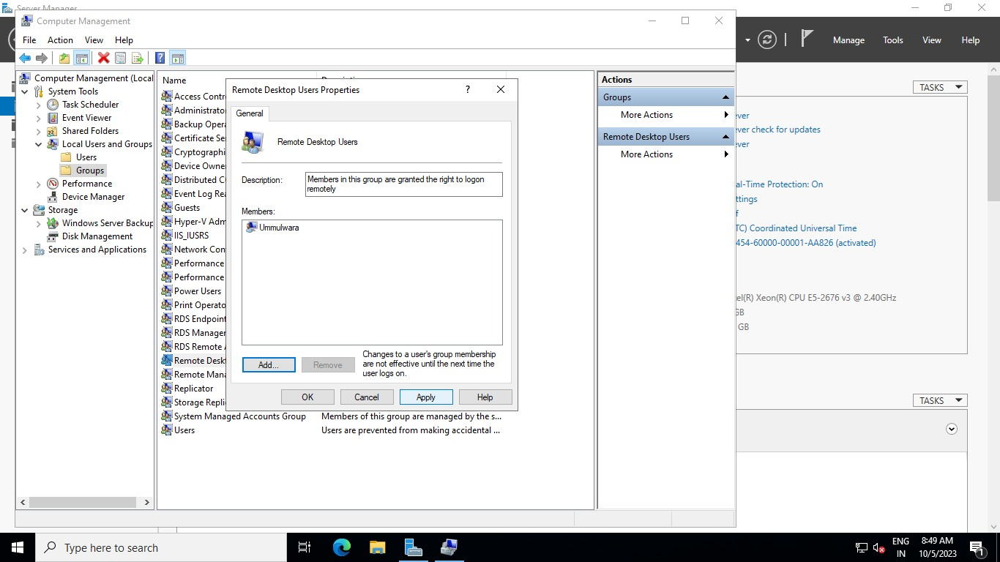 Server Manager
Computer Management
File Action View Help
Manage Tools View Help
Computer Management (Local
System Tools
Task Scheduler
Event Viewer
Shared Folders
Local Users and Groups
Users
Groups
Performance
Device Manager
Storage
Windows Server Backup
Disk Management
Services and Applications
Name
Access Contr
Administrator
Backup Opera
Certificate Se
Cryptographi
Device Owne
Distributed C
Event Log Rea
Guests
Hyper-V Adm
IIS_IUSRS
Network Con
Performance
Performance
Power Users
Print Operato
RDS Endpoint
RDS Manager
RDS Remote A
Remote Deskt
Remote Mana
Replicator
Storage Repli
System Managed Accounts Group Members of this group are managed by the s...
Users Users are prevented from making accidental ...
Remote Desktop Users Properties ?
General
Remote Desktop Users
Description:
Members in this group are granted the right to logon
remotely
Members:
Ummulwara
Add... Remove
Changes to a user's group membership
are not effective until the next time the
user logs on.
OK Cancel Apply Help
Actions
Groups
More Actions
Remote Desktop Users
More Actions
TASKS
ever
ever check for updates
ever
al-Time Protection: On
ttings
f
TC) Coordinated Universal Time
454-60000-00001-AA826 (activated)
el(R) Xeon(R) CPU E5-2676 v3 @ 2.40GHz
GB
GB
TASKS
Type here to search
ENG
IN
8:49 AM
10/5/2023
1